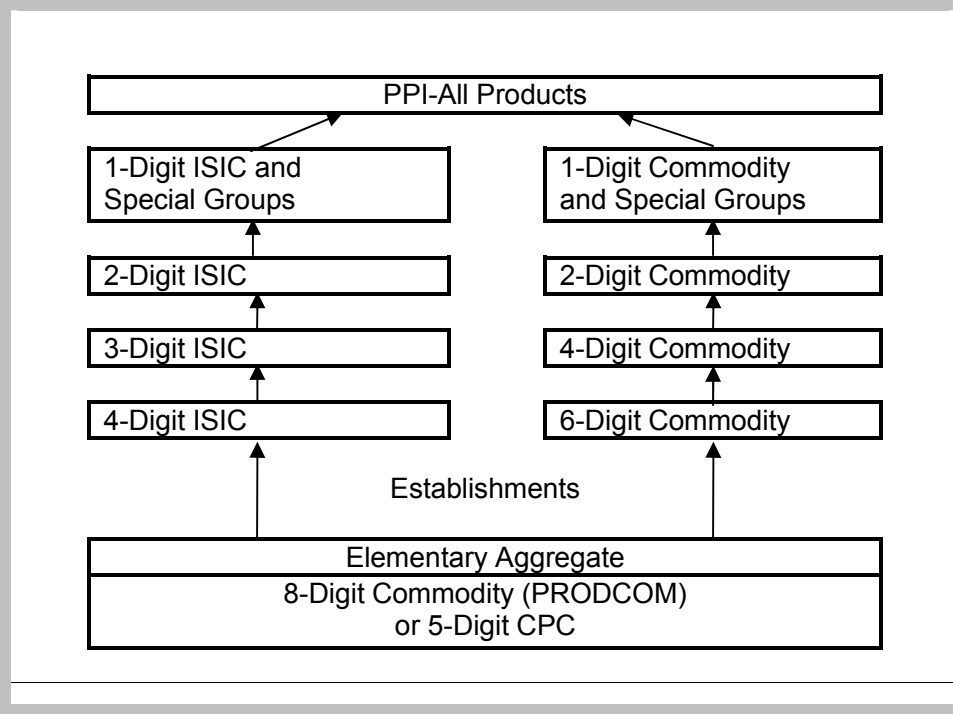 PPI-All Products
1-Digit ISIC and
Special Groups
1-Digit Commodity
and Special Groups
2-Digit ISIC
2-Digit Commodity
3-Digit ISIC
4-Digit Commodity
4-Digit ISIC
6-Digit Commodity
Establishments
Elementary Aggregate
8-Digit Commodity (PRODCOM)
or 5-Digit CPC